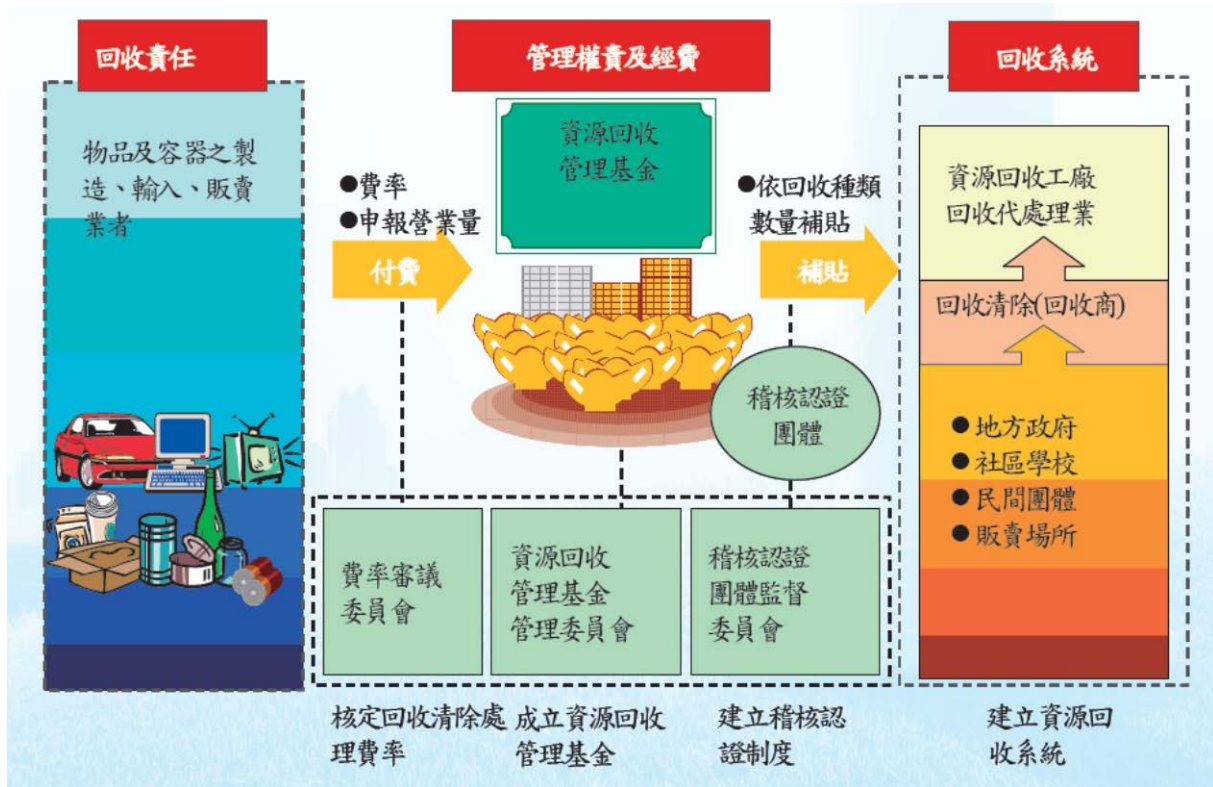 回收責任
物品及容器之製
造、輸入、販賣
業者
管理權責及經費
●費率
●申報營業量
付費
資源回收
管理基金
●依回收種類
數量補貼
補貼
稽核認證
團體
費率審議
委員會
資源回收
管理基金
管理委員會
稽核認證
團體監督
委員會
核定回收清除處
理費率
成立資源回收
管理基金
建立稽核認
證制度
回收系統
資源回收工廠
回收代處理業
回收清除(回收商)
●地方政府
●社區學校
●民間團體
●販賣場所
建立資源回
收系統